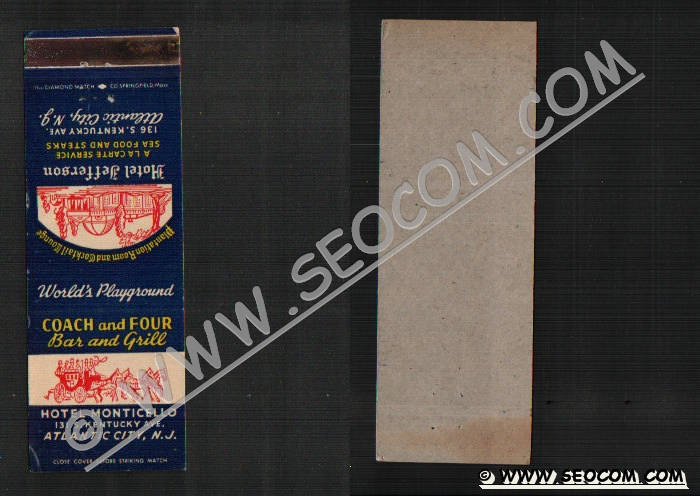 The DIAMOND MATCH CO SPRINGFIELD, Mass
Atlantic City, N.J.
136 S. KENTUCKY AVE.
SEA FOOD AND STEAKS
A LA CARTE SERVICE
Hotel Jefferson
Plantation Room and Cocktail Lounge
World's Playground
COACH and FOUR
Bar and Grill
HOTEL MONTICELLO
KENTUCKY AVE.
ATLANTIC CITY, N.J.
CLOSE COVER BEFORE STRIKING MATCH
© WWW.SEOCOM.COM
© WWW.SEOCOM.COM